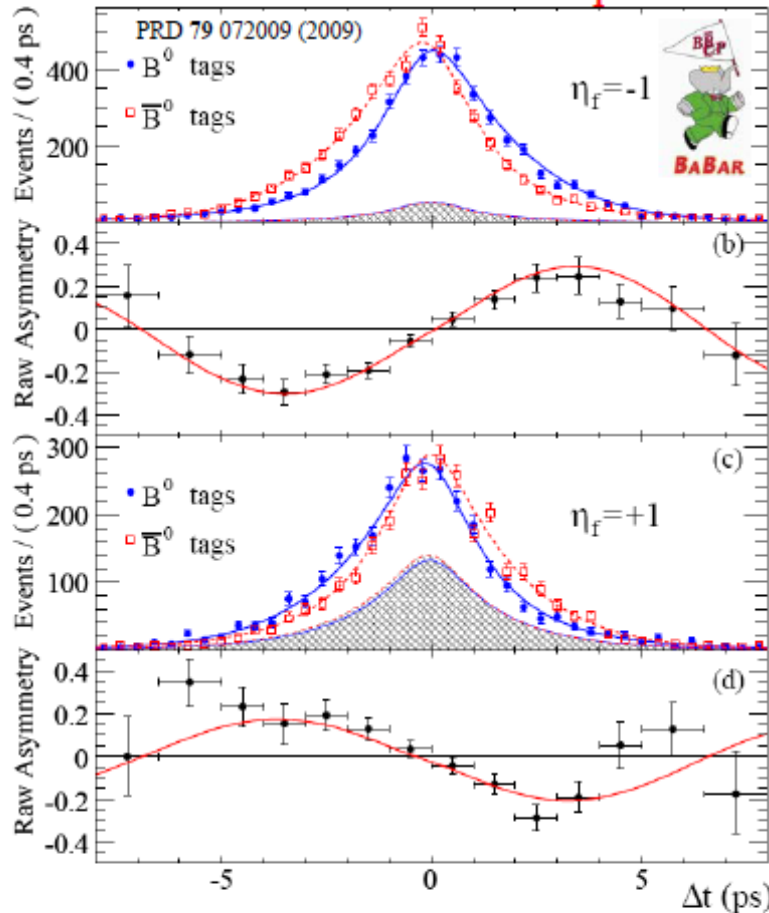 PRD 79 072009 (2009)
B⁰ tags
B̅⁰ tags
η_f=-1
BABAR
Events / ( 0.4 ps )
400
200
(b)
Raw Asymmetry
0.4
0.2
0
-0.2
-0.4
(c)
B⁰ tags
B̅⁰ tags
η_f=+1
Events / ( 0.4 ps )
300
200
100
(d)
Raw Asymmetry
0.4
0.2
0
-0.2
-0.4
-5
0
5
Δt (ps)